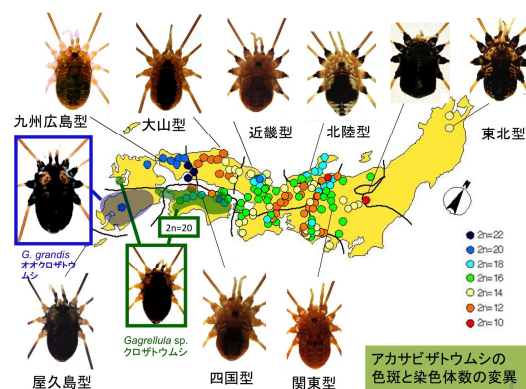 九州広島型
大山型
近畿型
北陸型
東北型
G. grandis
オオクロザトウ
ムシ
2n=20
Gagrellula sp.
クロザトウムシ
屋久島型
四国型
関東型
2n=22
2n=20
2n=18
2n=16
2n=14
2n=12
2n=10
アカサビザトウムシの
色斑と染色体数の変異